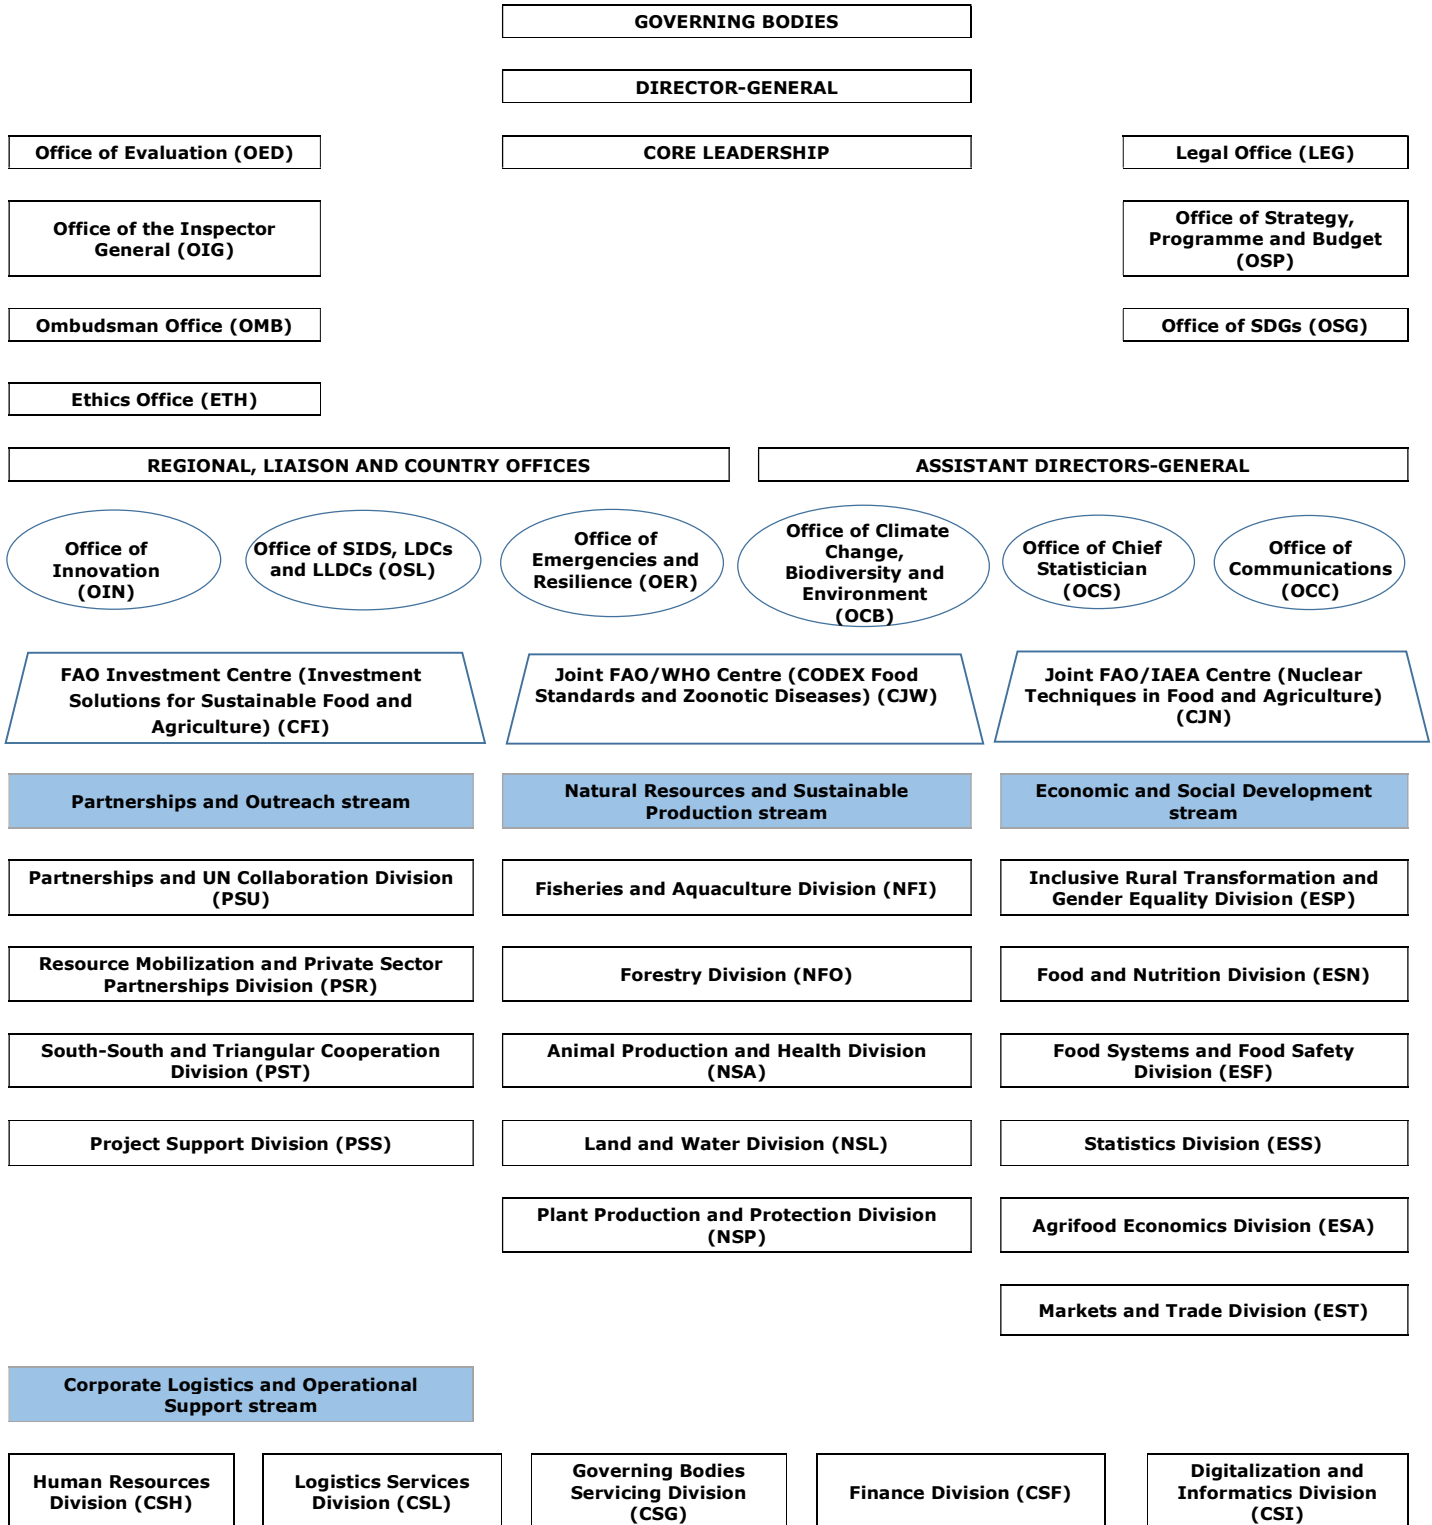 GOVERNING BODIES
DIRECTOR-GENERAL
Office of Evaluation (OED)
CORE LEADERSHIP
Legal Office (LEG)
Office of the Inspector
General (OIG)
Office of Strategy,
Programme and Budget
(OSP)
Ombudsman Office (OMB)
Office of SDGs (OSG)
Ethics Office (ETH)
REGIONAL, LIAISON AND COUNTRY OFFICES
ASSISTANT DIRECTORS-GENERAL
Office of
Innovation
(OIN)
Office of SIDS, LDCs
and LLDCs (OSL)
Office of
Emergencies and
Resilience (OER)
Office of Climate
Change,
Biodiversity and
Environment
(OCB)
Office of Chief
Statistician
(OCS)
Office of
Communications
(OCC)
FAO Investment Centre (Investment
Solutions for Sustainable Food and
Agriculture) (CFI)
Joint FAO/WHO Centre (CODEX Food
Standards and Zoonotic Diseases) (CJW)
Joint FAO/IAEA Centre (Nuclear
Techniques in Food and Agriculture)
(CJN)
Partnerships and Outreach stream
Natural Resources and Sustainable
Production stream
Economic and Social Development
stream
Partnerships and UN Collaboration Division
(PSU)
Fisheries and Aquaculture Division (NFI)
Inclusive Rural Transformation and
Gender Equality Division (ESP)
Resource Mobilization and Private Sector
Partnerships Division (PSR)
Forestry Division (NFO)
Food and Nutrition Division (ESN)
South-South and Triangular Cooperation
Division (PST)
Animal Production and Health Division
(NSA)
Food Systems and Food Safety
Division (ESF)
Project Support Division (PSS)
Land and Water Division (NSL)
Statistics Division (ESS)
Plant Production and Protection Division
(NSP)
Agrifood Economics Division (ESA)
Markets and Trade Division (EST)
Corporate Logistics and Operational
Support stream
Human Resources
Division (CSH)
Logistics Services
Division (CSL)
Governing Bodies
Servicing Division
(CSG)
Finance Division (CSF)
Digitalization and
Informatics Division
(CSI)